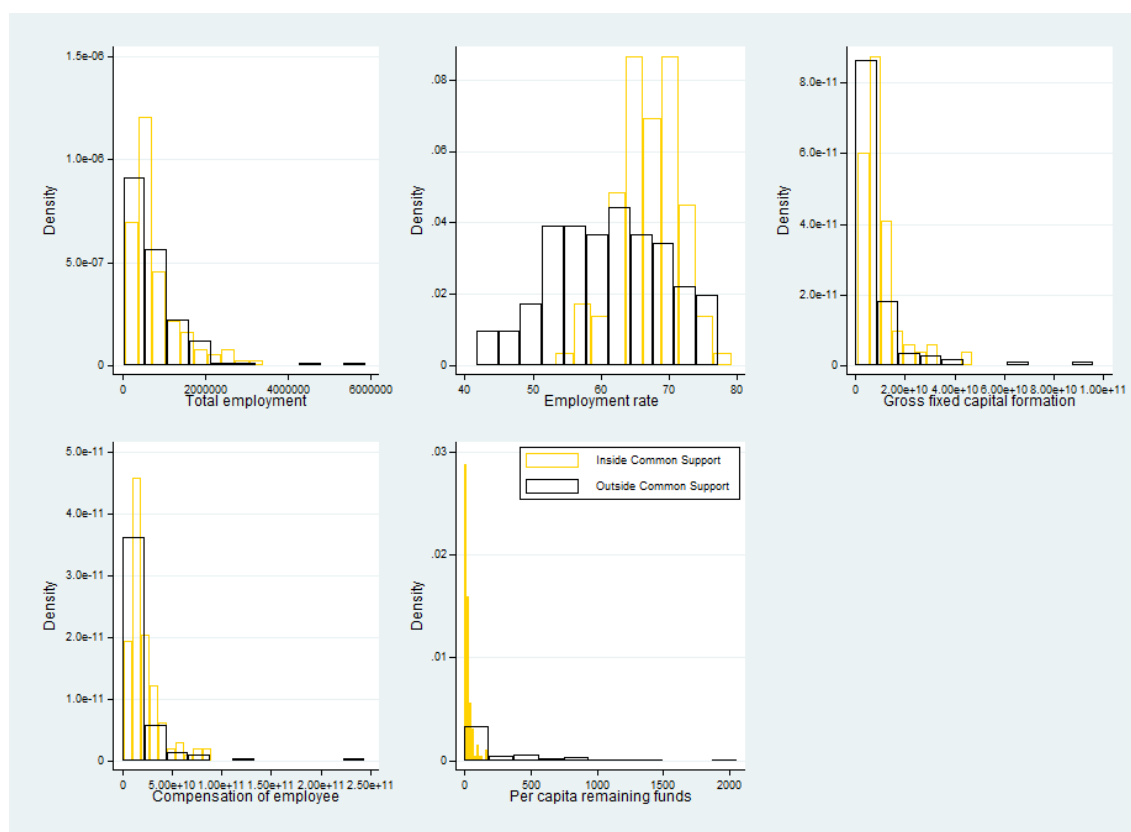 1.5e-06
1.0e-06
5.0e-07
0
Density
0 2000000 4000000 6000000
Total employment
.08
.06
.04
.02
0
Density
40 50 60 70 80
Employment rate
8.0e-11
6.0e-11
4.0e-11
2.0e-11
0
Density
0 2.00e+10 4.00e+10 6.00e+10 8.00e+10 1.00e+11
Gross fixed capital formation
5.0e-11
4.0e-11
3.0e-11
2.0e-11
1.0e-11
0
Density
0 5.00e+10 1.00e+11 1.50e+11 2.00e+11 2.50e+11
Compensation of employee
.03
.02
.01
0
Density
Inside Common Support
Outside Common Support
0 500 1000 1500 2000
Per capita remaining funds